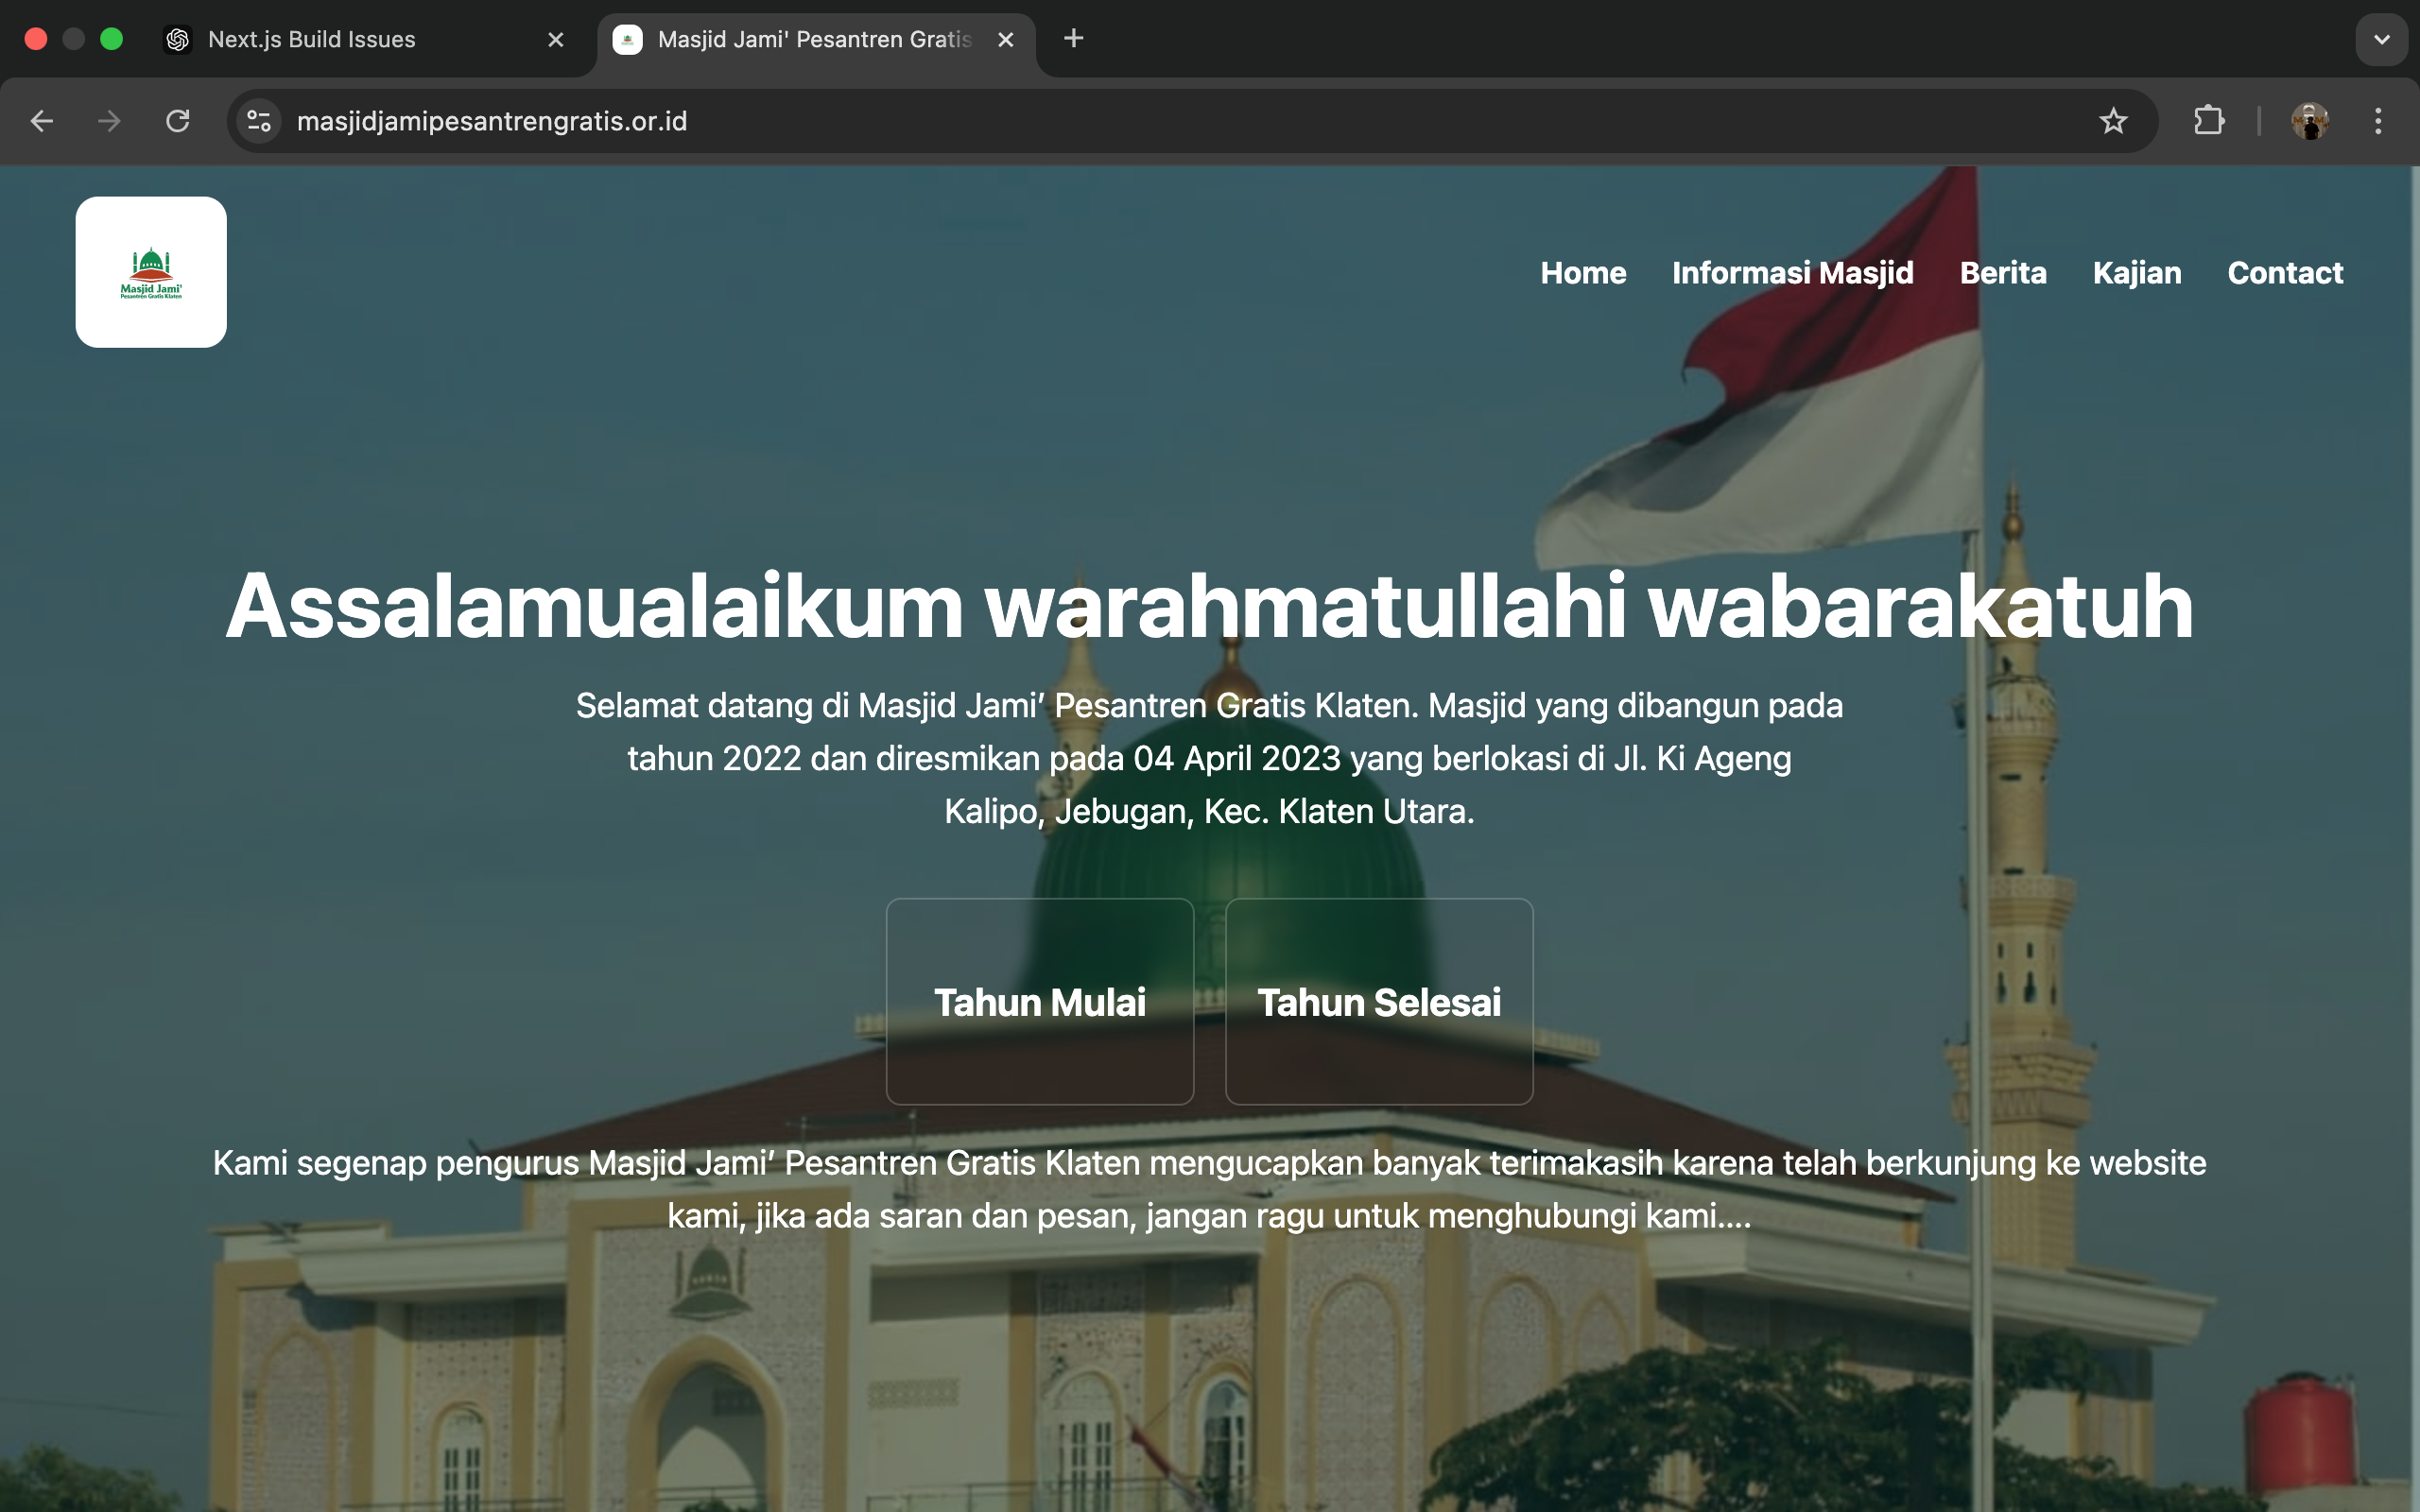 Next.js Build Issues
Masjid Jami' Pesantren Gratis
masjidjamipesantrengratis.or.id
Masjid Jami'
Pesantren Gratis Klaten
Home Informasi Masjid Berita Kajian Contact
Assalamualaikum warahmatullahi wabarakatuh
Selamat datang di Masjid Jami’ Pesantren Gratis Klaten. Masjid yang dibangun pada
tahun 2022 dan diresmikan pada 04 April 2023 yang berlokasi di Jl. Ki Ageng
Kalipo, Jebugan, Kec. Klaten Utara.
Tahun Mulai
Tahun Selesai
Kami segenap pengurus Masjid Jami’ Pesantren Gratis Klaten mengucapkan banyak terimakasih karena telah berkunjung ke website
kami, jika ada saran dan pesan, jangan ragu untuk menghubungi kami....